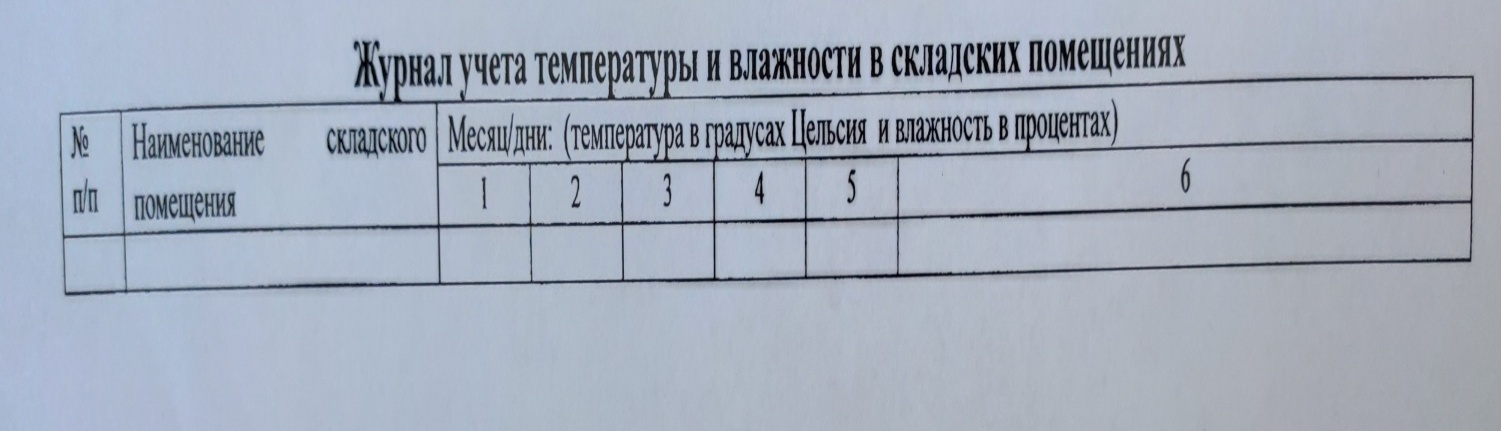 Журнал учета температуры и влажности в складских помещениях
№ п/п
Наименование складского помещения
Месяц/дни: (температура в градусах Цельсия и влажность в процентах)
1 2 3 4 5 6